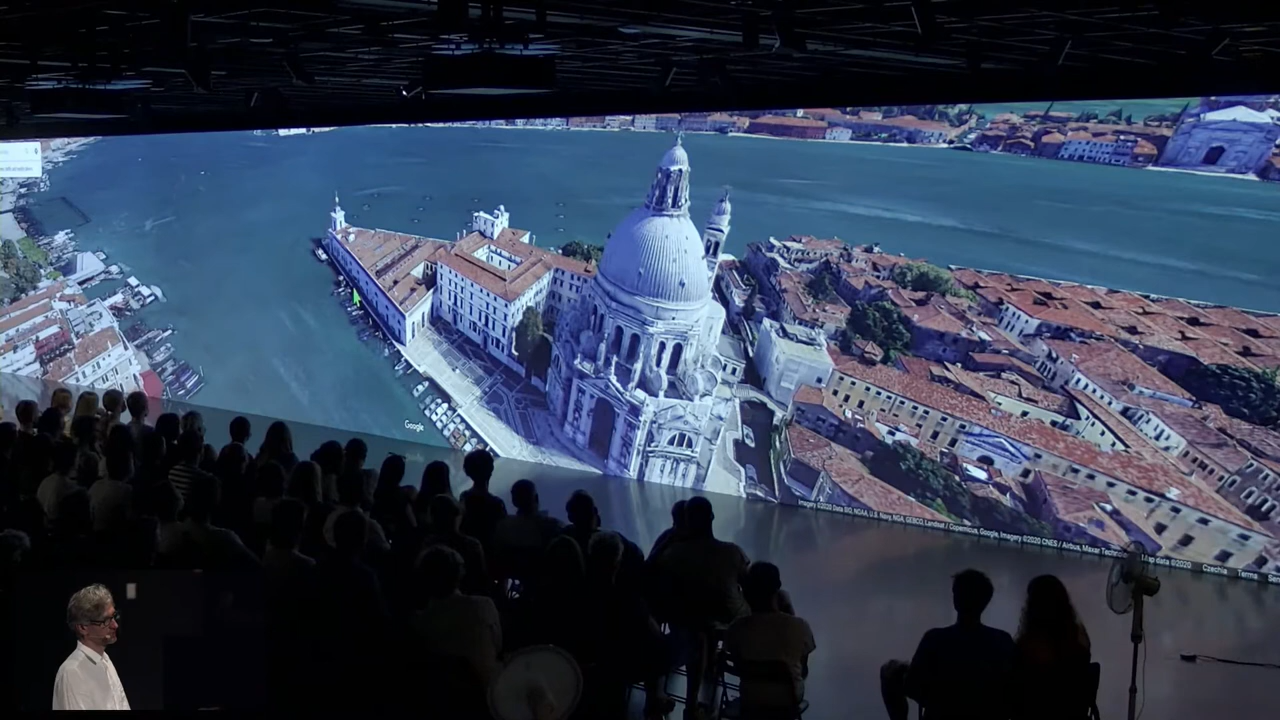 Google
Imagery ©2020 Data SIO, NOAA, U.S. Navy, NGA, GEBCO, Landsat / Copernicus, Google, Imagery ©2020 CNES / Airbus, Maxar Map data ©2020 Czechia Terms